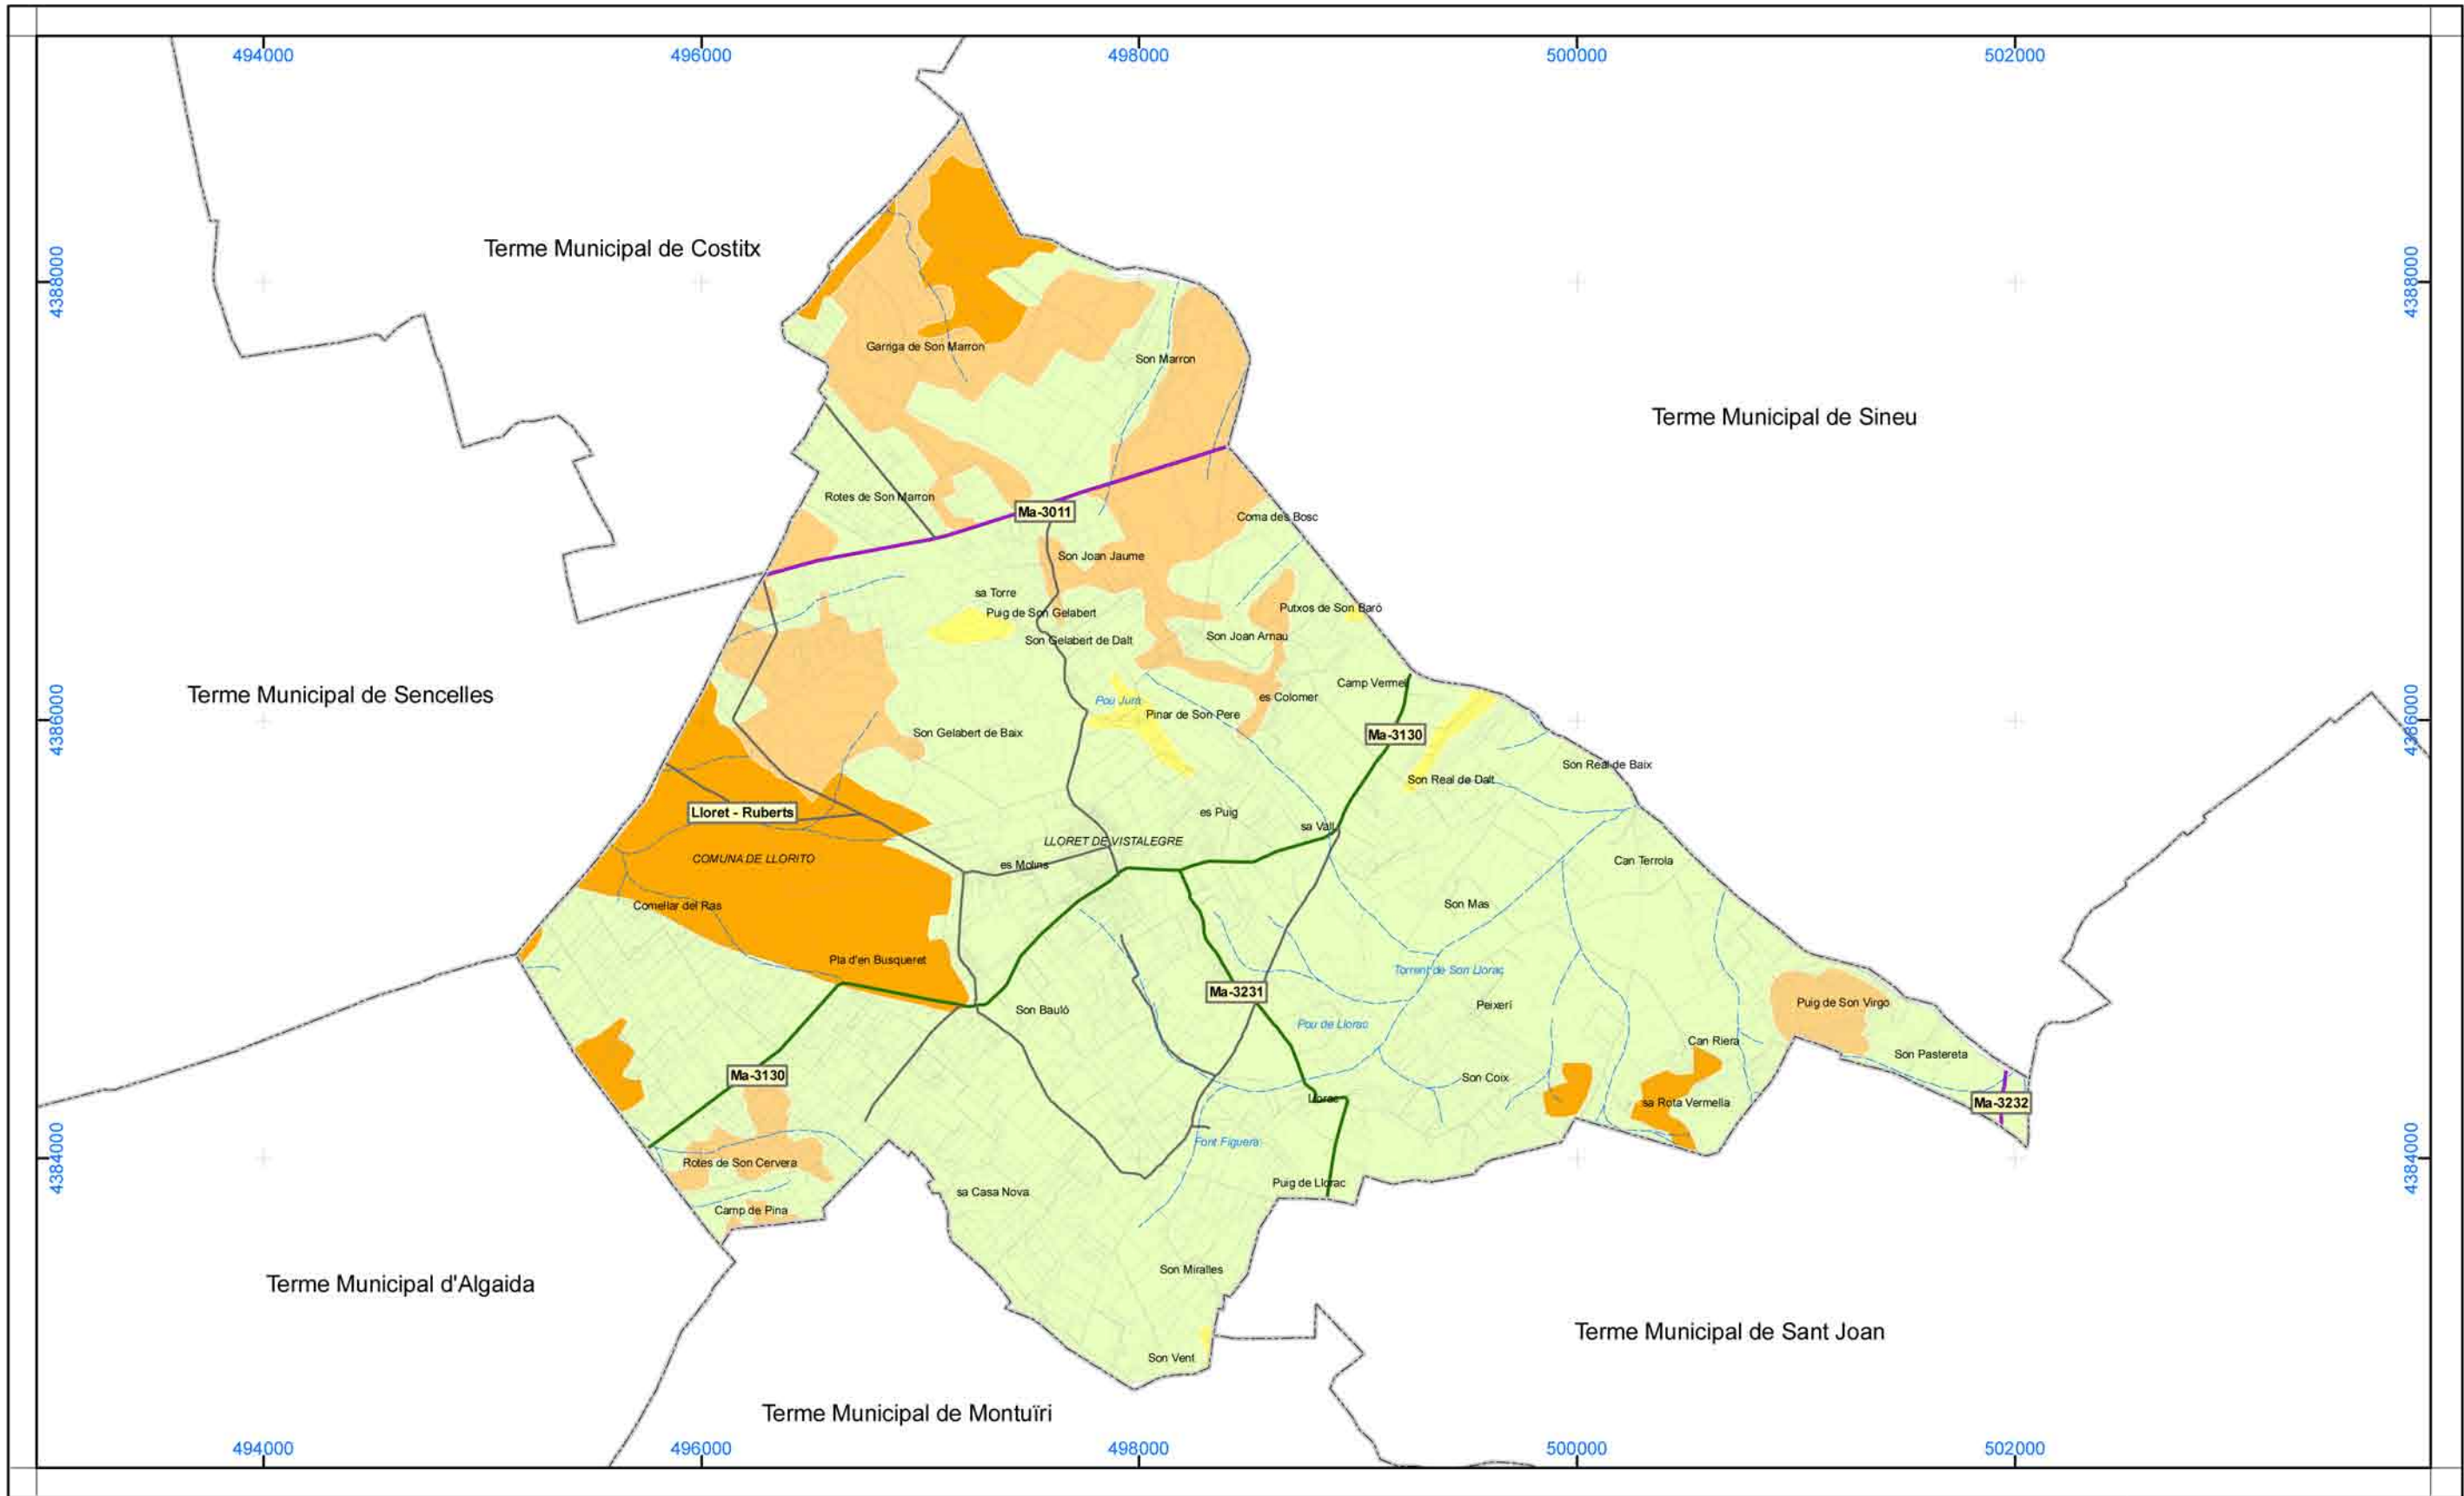 494000
496000
498000
500000
502000
Terme Municipal de Costitx
4388000
4388000
Garriga de Son Marron
Son Marron
Terme Municipal de Sineu
Rotes de Son Marron
Ma-3011
Coma des Bosc
Son Joan Jaume
sa Torre
Puig de Son Gelabert
Putxos de Son Baró
Son Gelabert de Dalt
Son Joan Arnau
Terme Municipal de Sencelles
Camp Vermell
es Colomer
Pou Jurà
Pinar de Son Pere
4386000
4386000
Son Gelabert de Baix
Ma-3130
Son Real de Baix
Son Real de Dalt
Lloret - Ruberts
es Puig
sa Vall
LLORET DE VISTALEGRE
COMUNA DE LLORITO
es Molins
Can Terrola
Comellar del Ras
Son Mas
Pla d'en Busqueret
Torrent de Son Llorac
Ma-3231
Puig de Son Virgo
Son Bauló
Peixerí
Pou de Llorac
Can Riera
Son Pastereta
Ma-3130
Son Coix
Llorac
sa Rota Vermella
Ma-3232
Font Figuera
4384000
4384000
Rotes de Son Cervera
Puig de Llorac
sa Casa Nova
Camp de Pina
Son Miralles
Terme Municipal d'Algaida
Terme Municipal de Sant Joan
Son Vent
Terme Municipal de Montuïri
494000
496000
498000
500000
502000